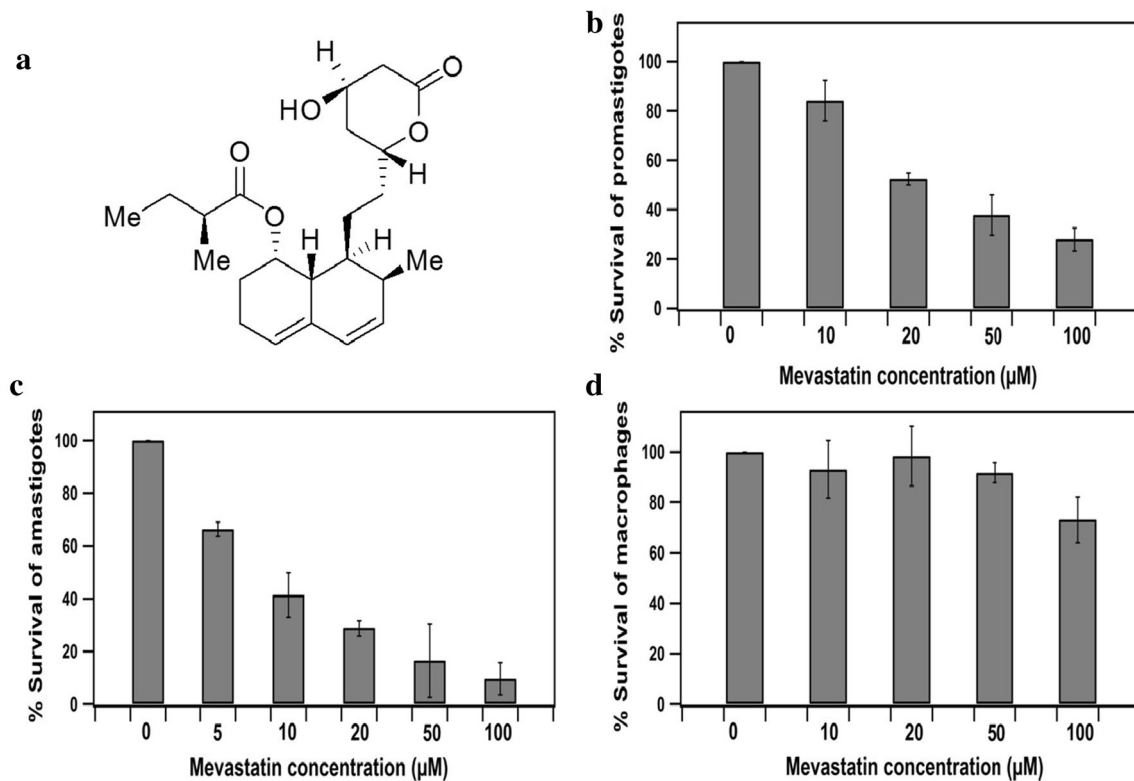 a
H
O
HO
O
H
O
O
H
H
Me
Me
Me
b
% Survival of promastigotes
100
80
60
40
20
0
0 10 20 50 100
Mevastatin concentration (µM)
c
% Survival of amastigotes
100
80
60
40
20
0
0 5 10 20 50 100
Mevastatin concentration (µM)
d
% Survival of macrophages
100
80
60
40
20
0
0 10 20 50 100
Mevastatin concentration (µM)